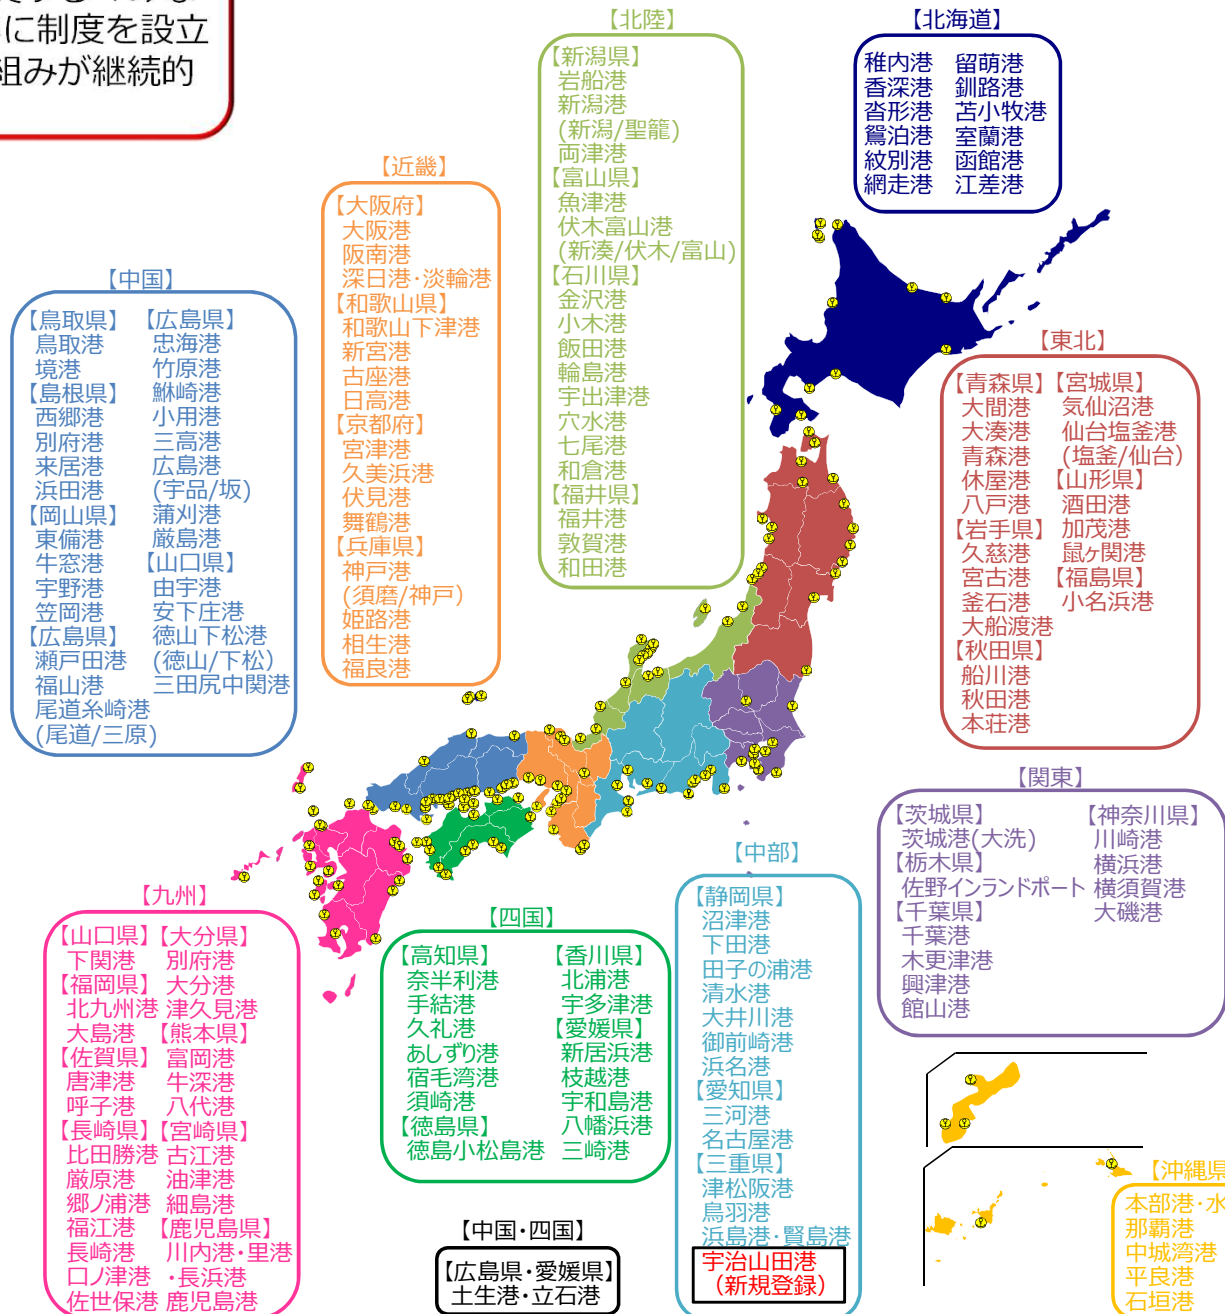 に制度を設立
組みが継続的
【北海道】
稚内港 留萌港
香深港 釧路港
沓形港 苫小牧港
鴛泊港 室蘭港
紋別港 函館港
網走港 江差港
【北陸】
【新潟県】
岩船港
新潟港
(新潟/聖籠)
両津港
【富山県】
魚津港
伏木富山港
(新湊/伏木/富山)
【石川県】
金沢港
小木港
飯田港
輪島港
宇出津港
穴水港
七尾港
和倉港
【福井県】
福井港
敦賀港
和田港
【近畿】
【大阪府】
大阪港
阪南港
深日港・淡輪港
【和歌山県】
和歌山下津港
新宮港
古座港
日高港
【京都府】
宮津港
久美浜港
伏見港
舞鶴港
【兵庫県】
神戸港
(須磨/神戸)
姫路港
相生港
福良港
【中国】
【鳥取県】
鳥取港
境港
【島根県】
西郷港
別府港
来居港
浜田港
【岡山県】
東備港
牛窓港
宇野港
笠岡港
【広島県】
瀬戸田港
福山港
尾道糸崎港
(尾道/三原)
【広島県】
忠海港
竹原港
鮴崎港
小用港
三高港
広島港
(宇品/坂)
蒲刈港
厳島港
【山口県】
由宇港
安下庄港
徳山下松港
(徳山/下松)
三田尻中関港
【東北】
【青森県】
大間港
大湊港
青森港
休屋港
八戸港
【岩手県】
久慈港
宮古港
釜石港
大船渡港
【秋田県】
船川港
秋田港
本荘港
【宮城県】
気仙沼港
仙台塩釜港
(塩釜/仙台)
【山形県】
酒田港
加茂港
鼠ヶ関港
【福島県】
小名浜港
【関東】
【茨城県】
茨城港(大洗)
【栃木県】
佐野インランドポート
【千葉県】
千葉港
木更津港
興津港
館山港
【神奈川県】
川崎港
横浜港
横須賀港
大磯港
【中部】
【静岡県】
沼津港
下田港
田子の浦港
清水港
大井川港
御前崎港
浜名港
【愛知県】
三河港
名古屋港
【三重県】
津松阪港
鳥羽港
浜島港・賢島港
宇治山田港
(新規登録)
【四国】
【高知県】
奈半利港
手結港
久礼港
あしずり港
宿毛湾港
須崎港
【徳島県】
徳島小松島港
【香川県】
北浦港
宇多津港
【愛媛県】
新居浜港
枝越港
宇和島港
八幡浜港
三崎港
【中国・四国】
【広島県・愛媛県】
土生港・立石港
【九州】
【山口県】
下関港
【福岡県】
北九州港
大島港
【佐賀県】
唐津港
呼子港
【長崎県】
比田勝港
厳原港
郷ノ浦港
福江港
長崎港
口ノ津港
佐世保港
【大分県】
別府港
大分港
津久見港
【熊本県】
富岡港
牛深港
八代港
【宮崎県】
古江港
油津港
細島港
【鹿児島県】
川内港・里港
・長浜港
鹿児島港
【沖縄県
本部港・水
那覇港
中城湾港
平良港
石垣港